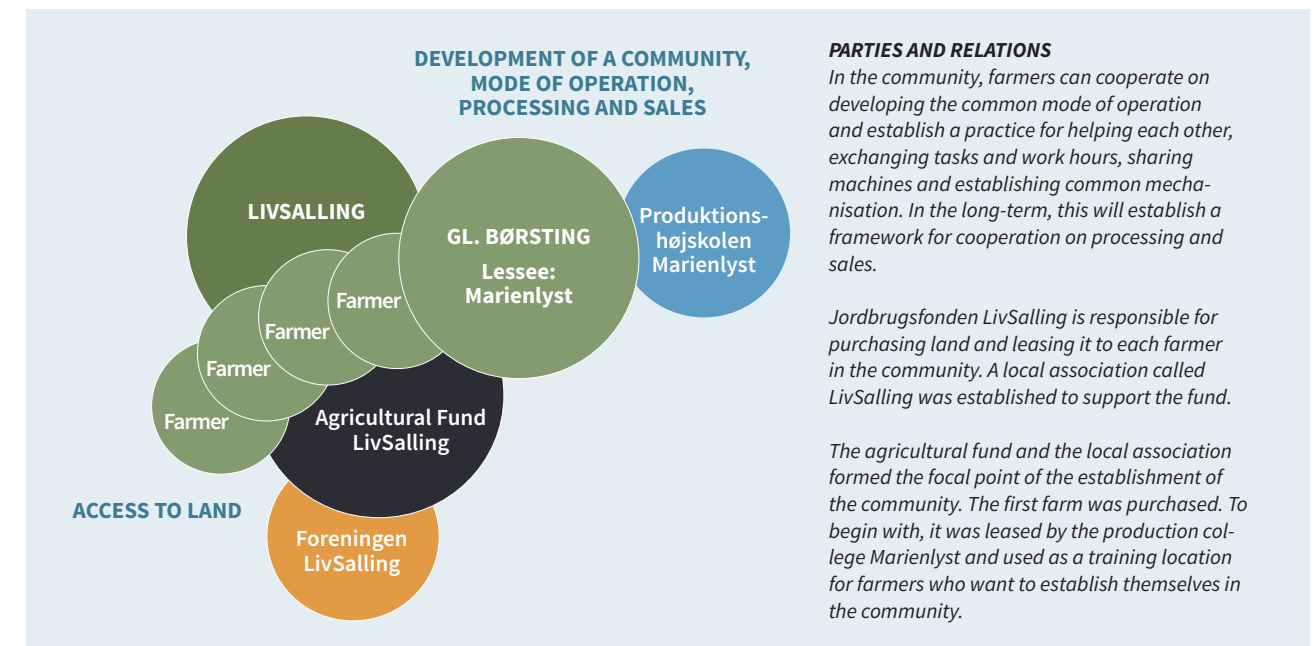 DEVELOPMENT OF A COMMUNITY,
MODE OF OPERATION,
PROCESSING AND SALES
LIVSALLING
GL. BØRSTING
Lessee:
Marienlyst
Produktions-
højskolen
Marienlyst
Farmer
Farmer
Farmer
Farmer
Agricultural Fund
LivSalling
ACCESS TO LAND
Foreningen
LivSalling
PARTIES AND RELATIONS
In the community, farmers can cooperate on
developing the common mode of operation
and establish a practice for helping each other,
exchanging tasks and work hours, sharing
machines and establishing common mecha-
nisation. In the long-term, this will establish a
framework for cooperation on processing and
sales.
Jordbrugsfonden LivSalling is responsible for
purchasing land and leasing it to each farmer
in the community. A local association called
LivSalling was established to support the fund.
The agricultural fund and the local association
formed the focal point of the establishment of
the community. The first farm was purchased. To
begin with, it was leased by the production col-
lege Marienlyst and used as a training location
for farmers who want to establish themselves in
the community.